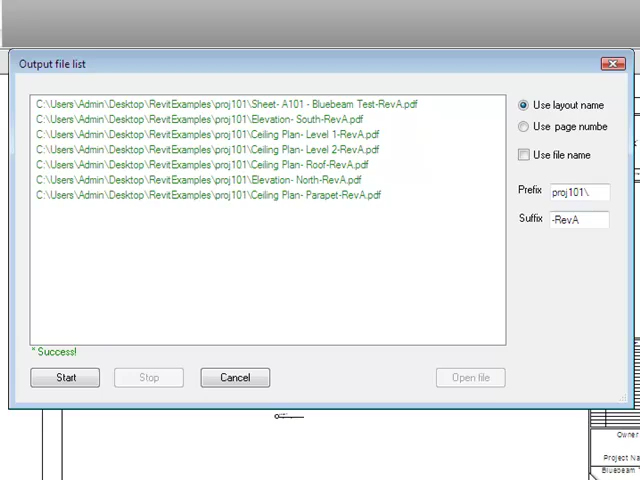 Output file list
C:\Users\Admin\Desktop\RevitExamples\proj101\Sheet- A101 - Bluebeam Test-RevA.pdf
C:\Users\Admin\Desktop\RevitExamples\proj101\Elevation- South-RevA.pdf
C:\Users\Admin\Desktop\RevitExamples\proj101\Ceiling Plan- Level 1-RevA.pdf
C:\Users\Admin\Desktop\RevitExamples\proj101\Ceiling Plan- Level 2-RevA.pdf
C:\Users\Admin\Desktop\RevitExamples\proj101\Ceiling Plan- Roof-RevA.pdf
C:\Users\Admin\Desktop\RevitExamples\proj101\Elevation- North-RevA.pdf
C:\Users\Admin\Desktop\RevitExamples\proj101\Ceiling Plan- Parapet-RevA.pdf
Use layout name
Use page numbe
Use file name
Prefix proj101\
Suffix -RevA
* Success!
Start Stop Cancel Open file
Owner
Project Na
Bluebeam